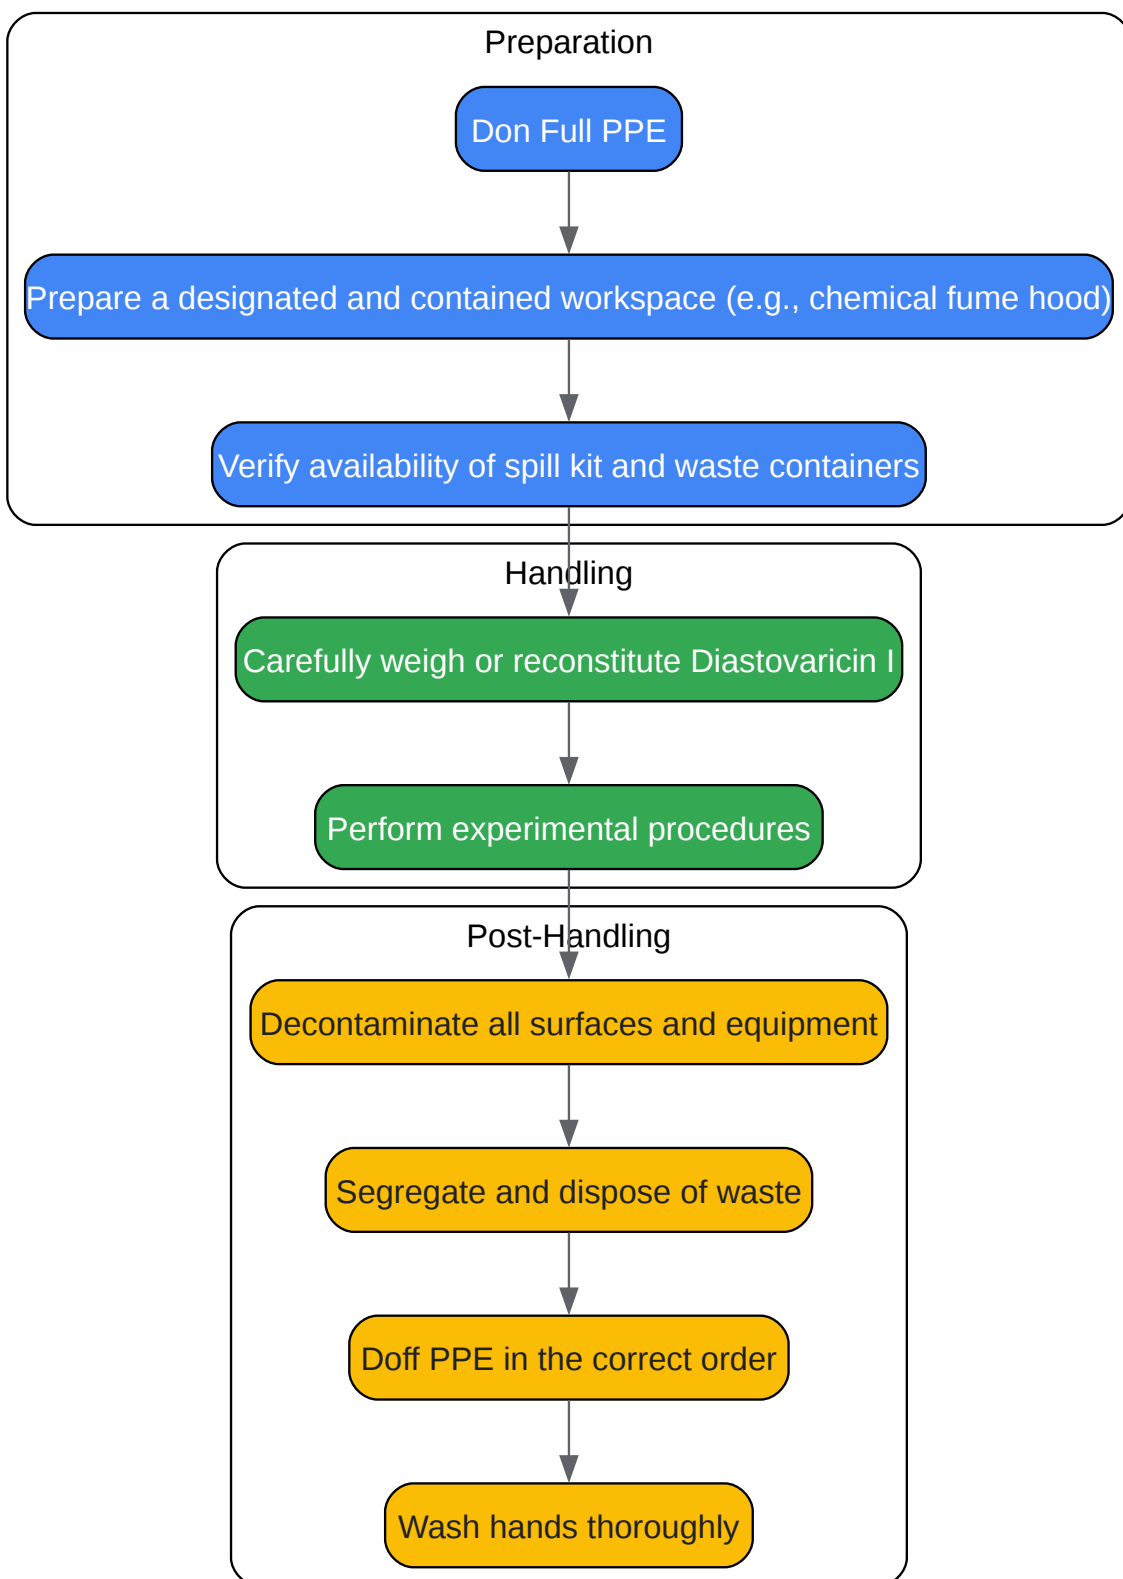 Preparation
Don Full PPE
Prepare a designated and contained workspace (e.g., chemical fume hood)
Verify availability of spill kit and waste containers
Handling
Carefully weigh or reconstitute Diastovaricin I
Perform experimental procedures
Post-Handling
Decontaminate all surfaces and equipment
Segregate and dispose of waste
Doff PPE in the correct order
Wash hands thoroughly